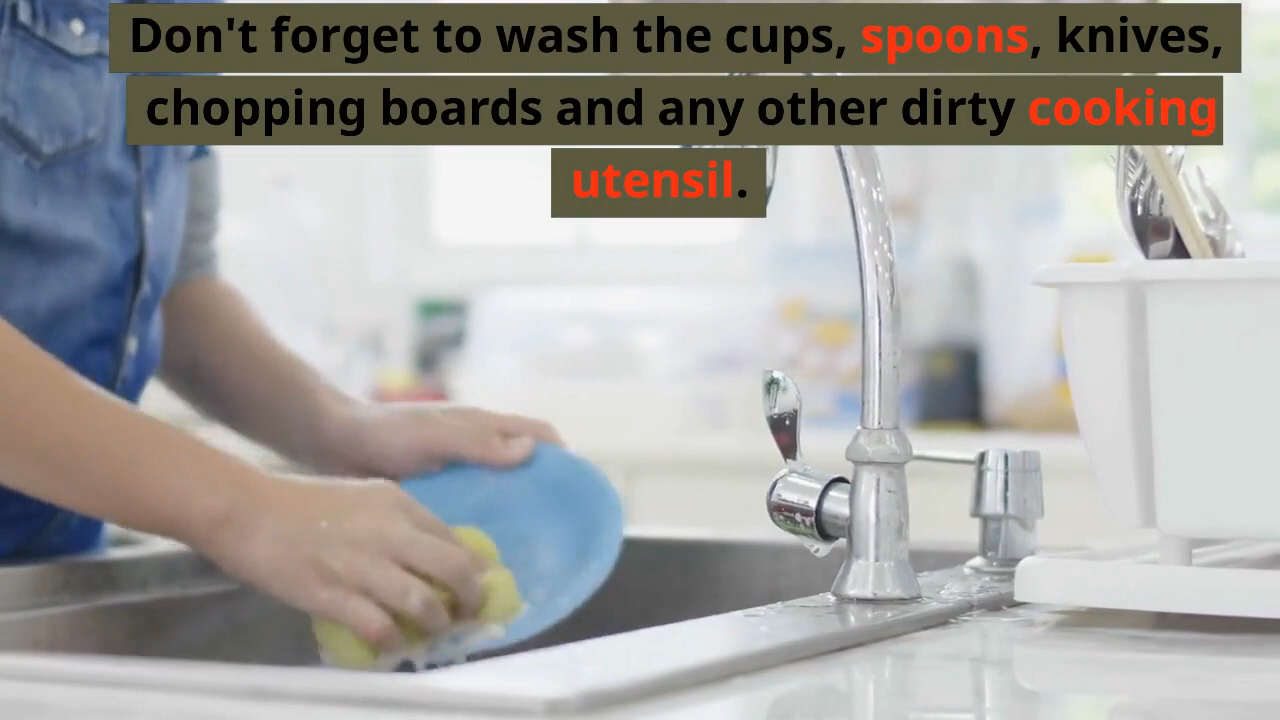 Don't forget to wash the cups, spoons, knives,
chopping boards and any other dirty cooking
utensil.